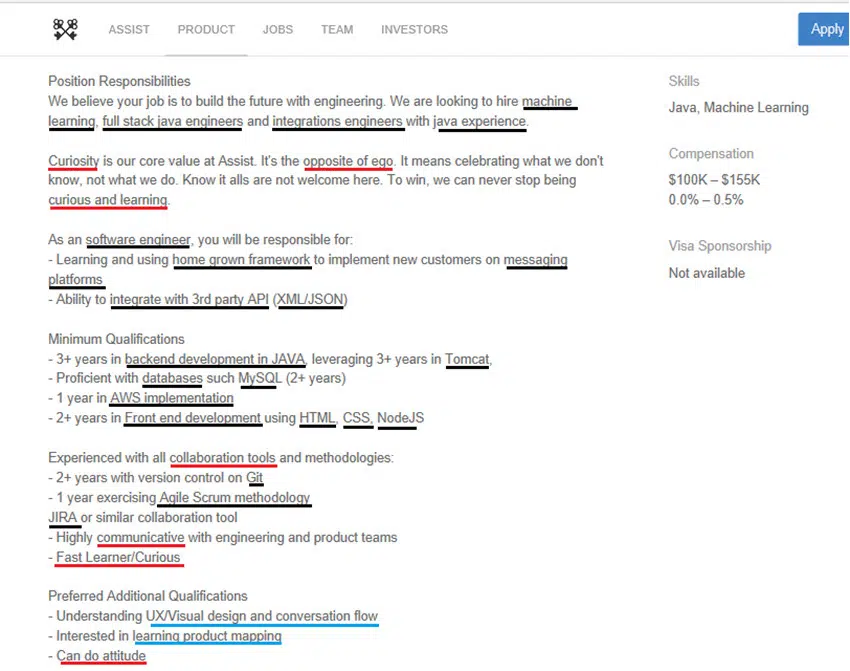 ASSIST PRODUCT JOBS TEAM INVESTORS Apply
Position Responsibilities
We believe your job is to build the future with engineering. We are looking to hire machine
learning, full stack java engineers and integrations engineers with java experience.
Curiosity is our core value at Assist. It's the opposite of ego. It means celebrating what we don't
know, not what we do. Know it alls are not welcome here. To win, we can never stop being
curious and learning.
As an software engineer, you will be responsible for:
- Learning and using home grown framework to implement new customers on messaging
platforms
- Ability to integrate with 3rd party API (XML/JSON)
Minimum Qualifications
- 3+ years in backend development in JAVA, leveraging 3+ years in Tomcat,
- Proficient with databases such MySQL (2+ years)
- 1 year in AWS implementation
- 2+ years in Front end development using HTML, CSS, NodeJS
Experienced with all collaboration tools and methodologies:
- 2+ years with version control on Git
- 1 year exercising Agile Scrum methodology
JIRA or similar collaboration tool
- Highly communicative with engineering and product teams
- Fast Learner/Curious
Preferred Additional Qualifications
- Understanding UX/Visual design and conversation flow
- Interested in learning product mapping
- Can do attitude
Skills
Java, Machine Learning
Compensation
$100K – $155K
0.0% – 0.5%
Visa Sponsorship
Not available